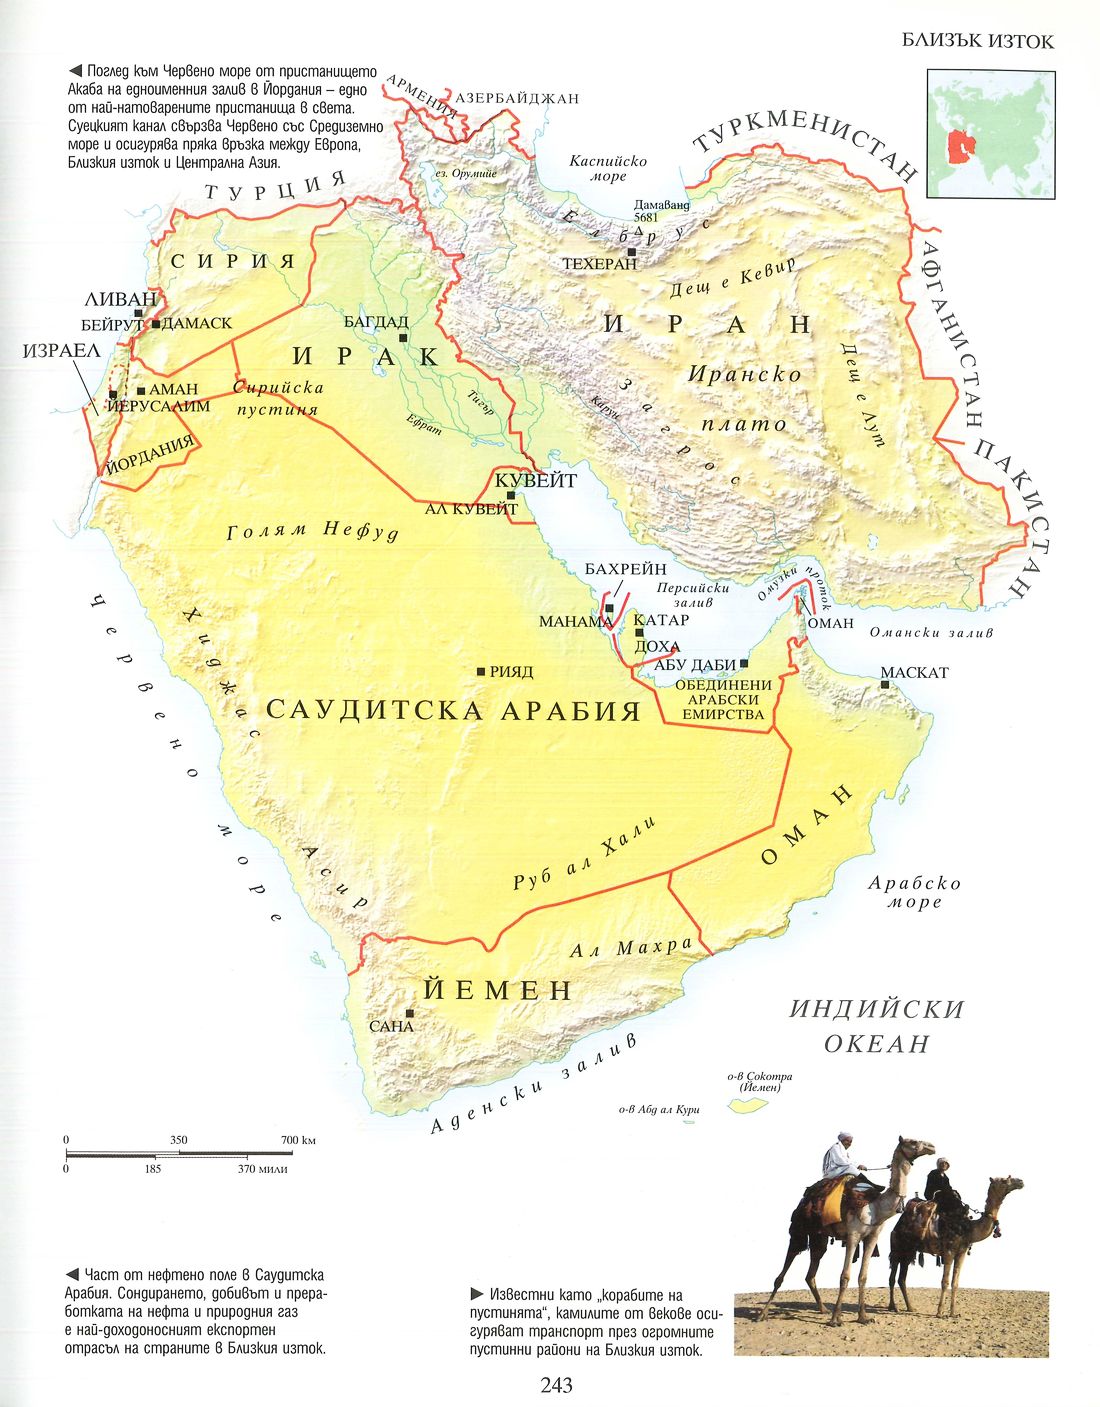 БЛИЗЪК ИЗТОК
◀ Поглед към Червено море от пристанището
Акаба на едноименния залив в Йордания – едно
от най-натоварените пристанища в света.
Суецкият канал свързва Червено със Средиземно
море и осигурява пряка връзка между Европа,
Близкия изток и Централна Азия.
АРМЕНИЯ
АЗЕРБАЙДЖАН
ТУРКМЕНИСТАН
ТУРЦИЯ
Каспийско
море
ез. Орумийе
Дамаванд
5681
Елбрус
ТЕХЕРАН
СИРИЯ
Дещ е Кевир
АФГАНИСТАН
ЛИВАН
БЕЙРУТ
ДАМАСК
БАГДАД
ИРАН
ИЗРАЕЛ
ИРАК
Дещ е Лут
Иранско
плато
АМАН
ЙЕРУСАЛИМ
Сирийска
пустиня
Тигър
Ефрат
Карун
Загрос
ЙОРДАНИЯ
ПАКИСТАН
КУВЕЙТ
АЛ КУВЕЙТ
Голям Нефуд
БАХРЕЙН
Персийски
залив
Омузки проток
МАНАМА
КАТАР
ДОХА
ОМАН
Омански залив
Червено море
Хиджас
РИЯД
АБУ ДАБИ
МАСКАТ
ОБЕДИНЕНИ
АРАБСКИ
ЕМИРСТВА
САУДИТСКА АРАБИЯ
ОМАН
Руб ал Хали
Асир
Арабско
море
Ал Махра
ЙЕМЕН
САНА
ИНДИЙСКИ
ОКЕАН
Аденски залив
о-в Сокотра
(Йемен)
о-в Абд ал Кури
0 350 700 км
0 185 370 мили
◀ Част от нефтено поле в Саудитска
Арабия. Сондирането, добивът и прера-
ботката на нефта и природния газ
е най-доходоносният експортен
отрасъл на страните в Близкия изток.
▶ Известни като „корабите на
пустинята“, камилите от векове оси-
гуряват транспорт през огромните
пустинни райони на Близкия изток.
243